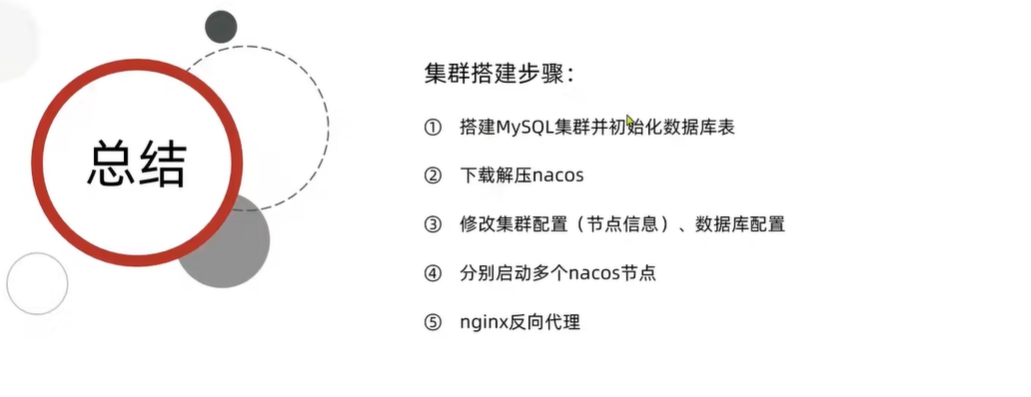 总结
集群搭建步骤：
① 搭建MySQL集群并初始化数据库表
② 下载解压nacos
③ 修改集群配置（节点信息）、数据库配置
④ 分别启动多个nacos节点
⑤ nginx反向代理